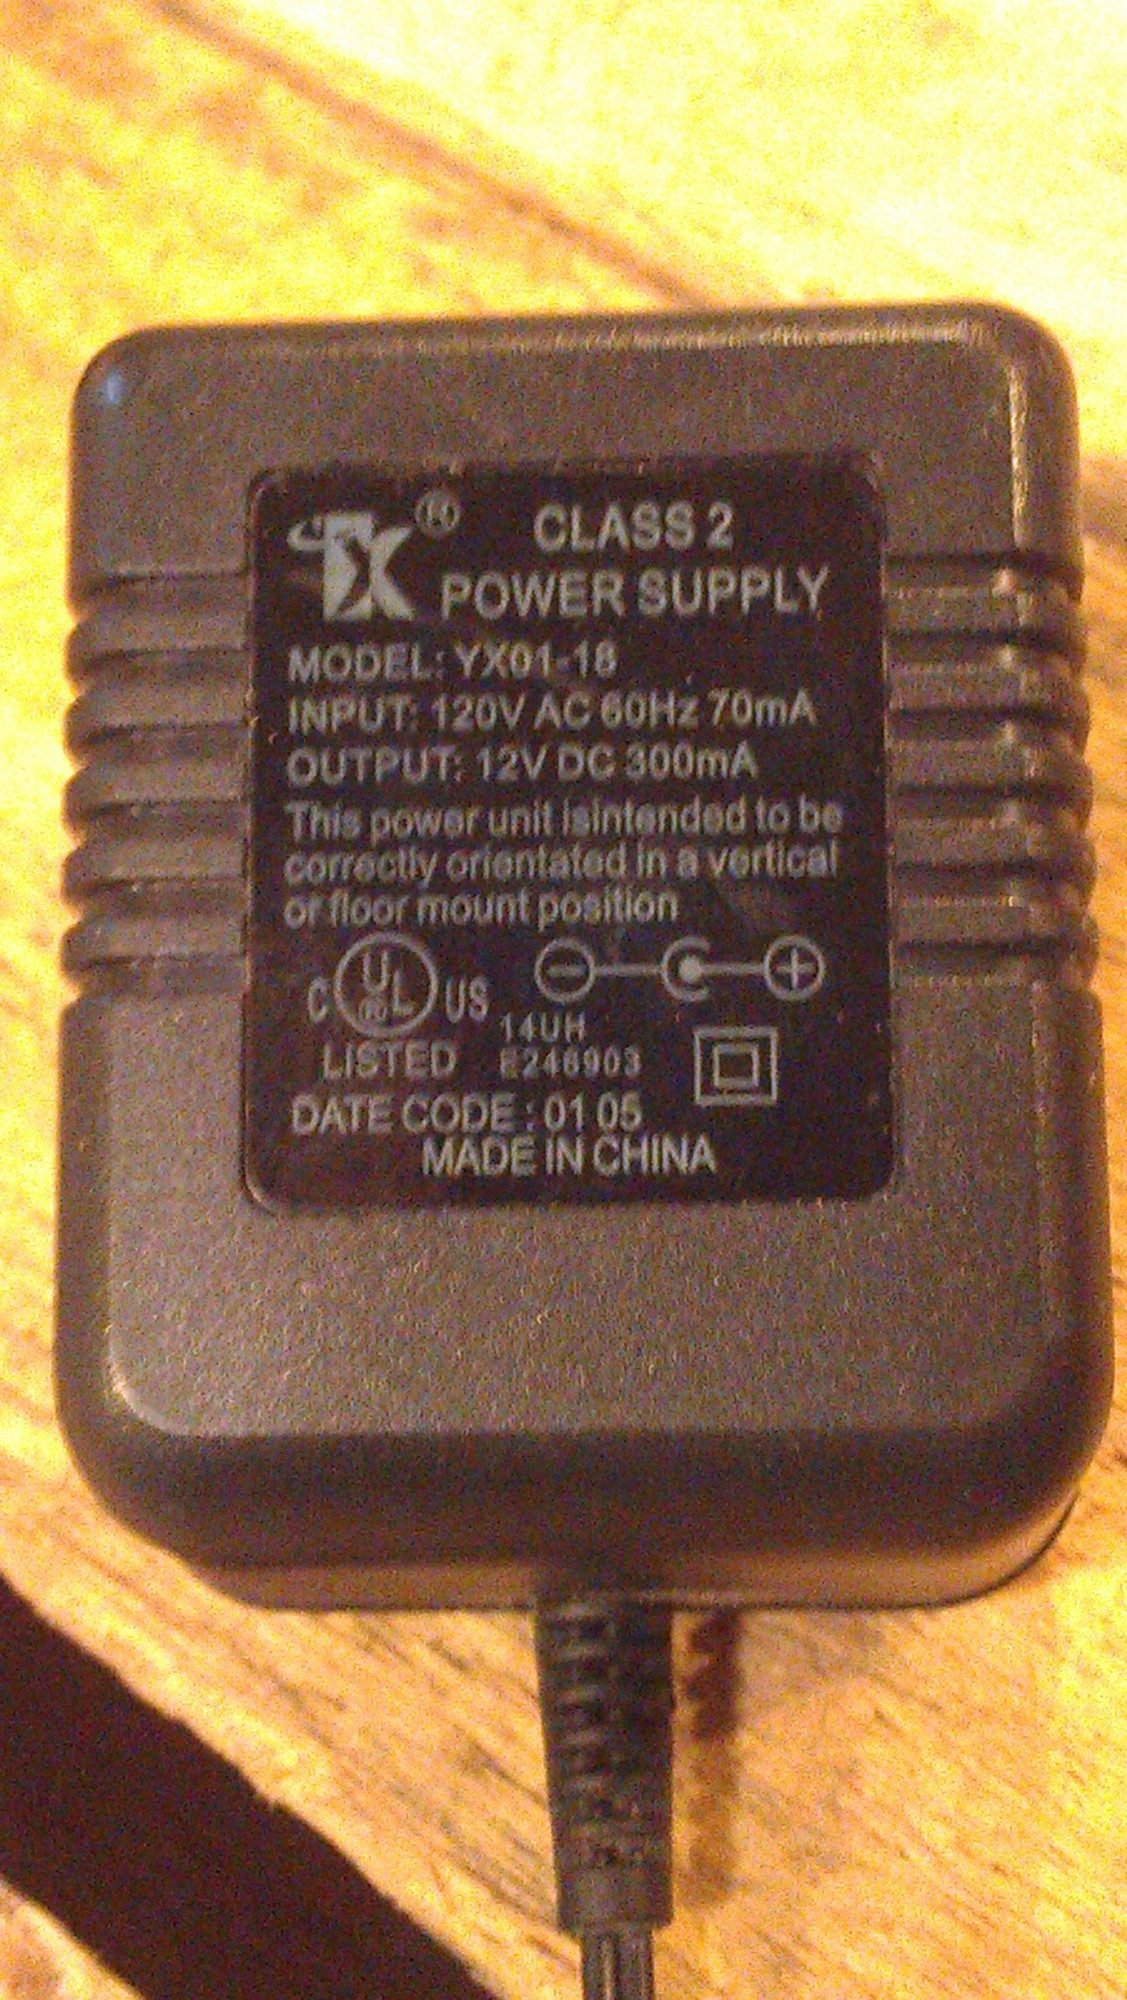 YX® CLASS 2
POWER SUPPLY
MODEL: YX01-18
INPUT: 120V AC 60Hz 70mA
OUTPUT: 12V DC 300mA
This power unit isintended to be
correctly orientated in a vertical
or floor mount position
C UL US
14UH
LISTED E246903
DATE CODE : 01 05
MADE IN CHINA